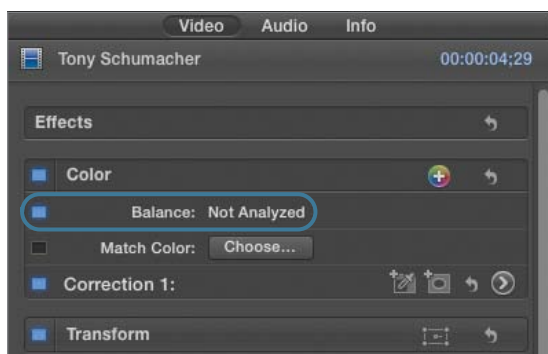 Video Audio Info
Tony Schumacher 00:00:04;29
Effects
Color
Balance: Not Analyzed
Match Color: Choose...
Correction 1:
Transform